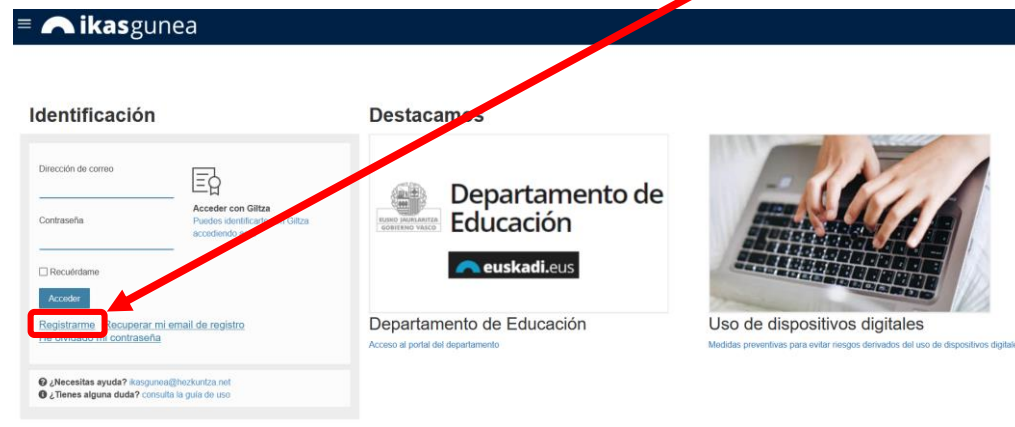 ikasgunea
Identificación
Dirección de correo
Contraseña
Recuérdame
Acceder
Registrarme Recuperar mi email de registro
He olvidado mi contraseña
Acceder con Giltza
Puedes identificarte con Giltza
accediendo
¿Necesitas ayuda? ikasgunea@hezkuntza.net
¿Tienes alguna duda? consulta la guía de uso
Destacamos
EUSKO JAURLARITZA
GOBIERNO VASCO
Departamento de
Educación
euskadi.eus
Departamento de Educación
Acceso al portal del departamento
Uso de dispositivos digitales
Medidas preventivas para evitar riesgos derivados del uso de dispositivos digitale